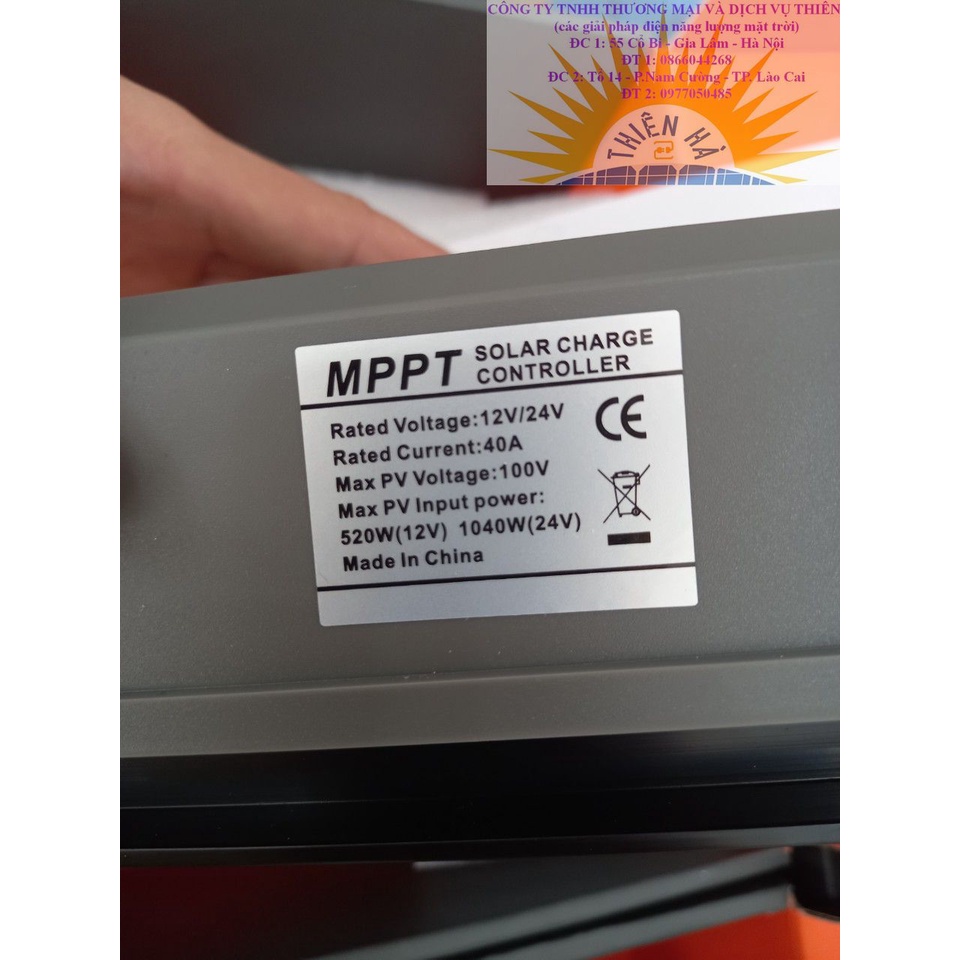 CÔNG TY TNHH THƯƠNG MẠI VÀ DỊCH VỤ THIÊN
(các giải pháp điện năng lượng mặt trời)
ĐC 1: 55 Cổ Bi - Gia Lâm - Hà Nội
ĐT 1: 0866044268
ĐC 2: Tổ 14 - P.Nam Cường - TP. Lào Cai
ĐT 2: 0977050485
THIÊN HÀ
MPPT SOLAR CHARGE CONTROLLER
Rated Voltage:12V/24V
Rated Current:40A
Max PV Voltage:100V
Max PV Input power:
520W(12V) 1040W(24V)
Made In China
CE